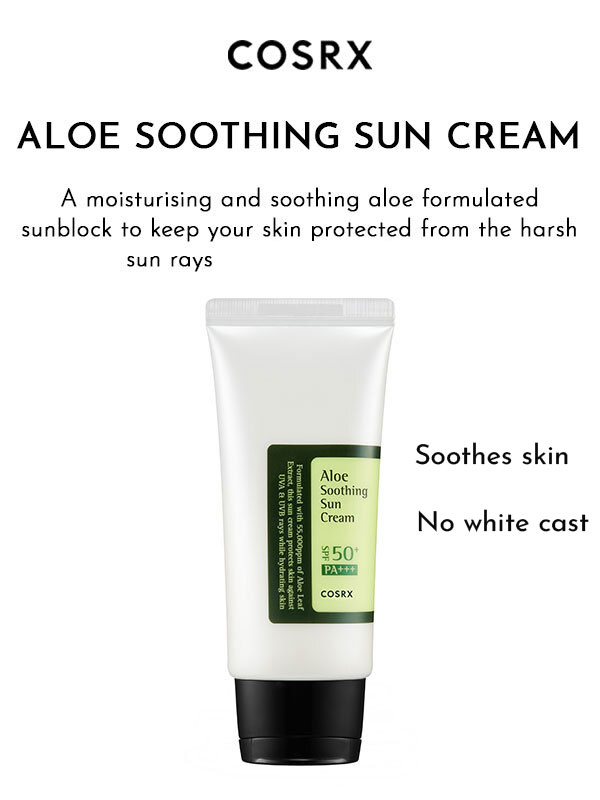 COSRX
ALOE SOOTHING SUN CREAM
A moisturising and soothing aloe formulated
sunblock to keep your skin protected from the harsh
sun rays
Soothes skin
No white cast
Aloe
Soothing
Sun
Cream
SPF 50+
PA+++
COSRX
Formulated with 55,000ppm of Aloe Leaf
Extract, this sun cream protects skin against
UVA & UVB rays while hydrating skin